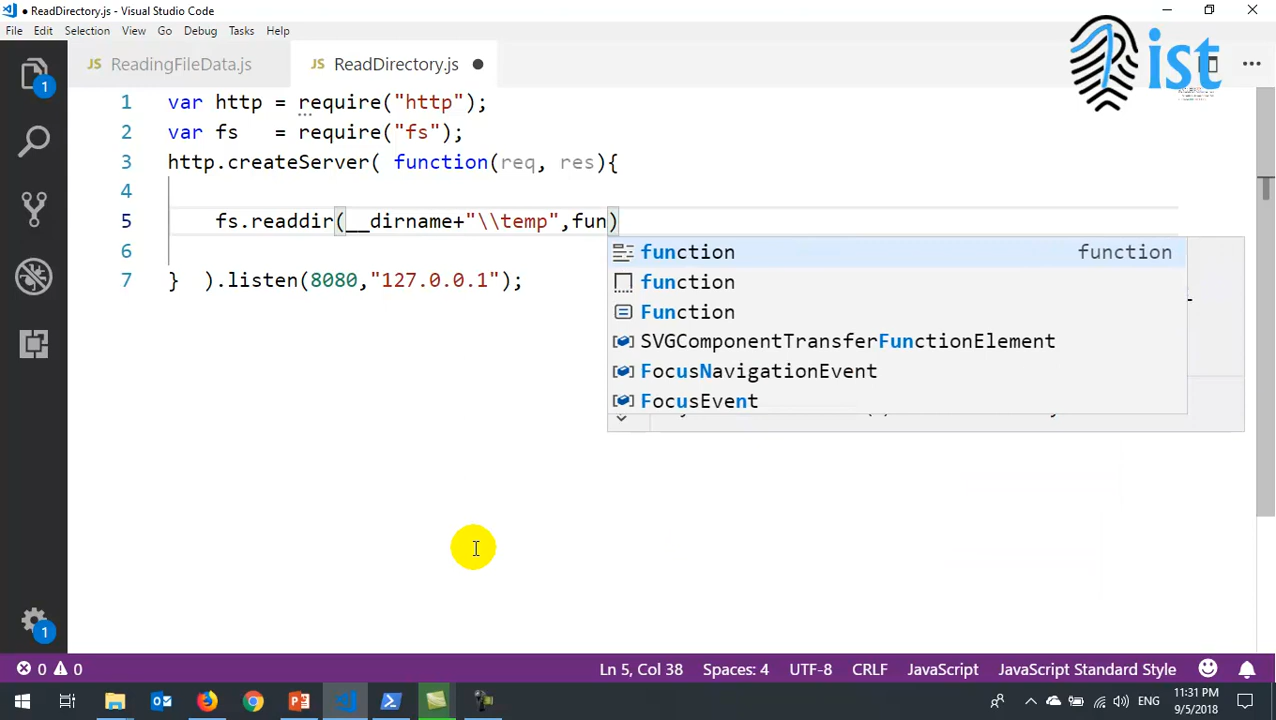 ReadDirectory.js - Visual Studio Code
File Edit Selection View Go Debug Tasks Help
ist
JS ReadingFileData.js
JS ReadDirectory.js
1 var http = require("http");
2 var fs = require("fs");
3 http.createServer( function(req, res){
4
5 fs.readdir(__dirname+"\\temp",fun)
6
7 } ).listen(8080,"127.0.0.1");
function function
function
Function
SVGComponentTransferFunctionElement
FocusNavigationEvent
FocusEvent
1
1
0 0
Ln 5, Col 38 Spaces: 4 UTF-8 CRLF JavaScript JavaScript Standard Style
ENG
11:31 PM
9/5/2018